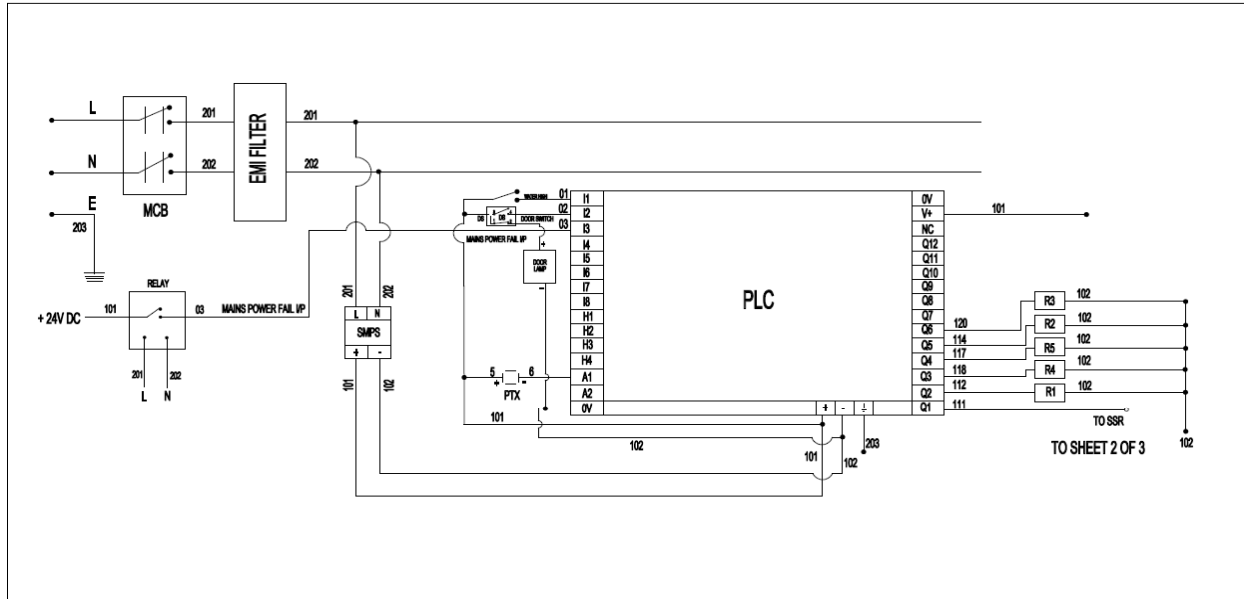 L
201
201
N
202
202
E
203
MCB
EMI FILTER
RELAY
+ 24V DC
101
03
MAINS POWER FAIL I/P
201
202
L
N
201
202
L N
SMPS
+ -
101
102
WATER HIGH
01
02
03
DS
DS
DOOR SWITCH
MAINS POWER FAIL I/P
+
DOOR
LAMP
-
5
+
6
-
PTX
101
102
I1
I2
I3
I4
I5
I6
I7
I8
H1
H2
H3
H4
A1
A2
0V
PLC
+ -
101
102
203
0V
V+
NC
Q12
Q11
Q10
Q9
Q8
Q7
Q6
Q5
Q4
Q3
Q2
Q1
101
120
114
117
118
112
111
R3
102
R2
102
R5
102
R4
102
R1
102
TO SSR
TO SHEET 2 OF 3
102